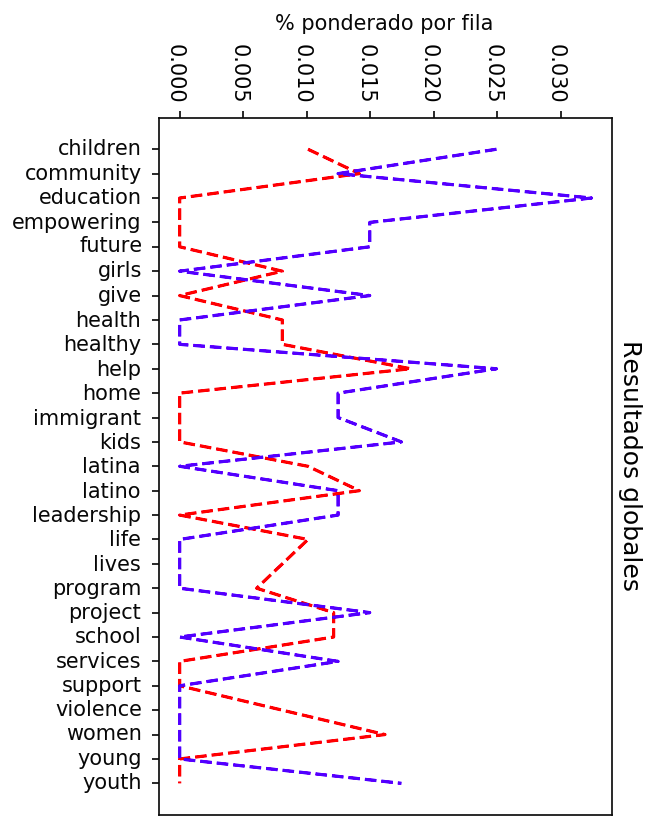 % ponderado por fila
0.000
0.005
0.010
0.015
0.020
0.025
0.030
children
community
education
empowering
future
girls
give
health
healthy
help
home
immigrant
kids
latina
latino
leadership
life
lives
program
project
school
services
support
violence
women
young
youth
Resultados globales